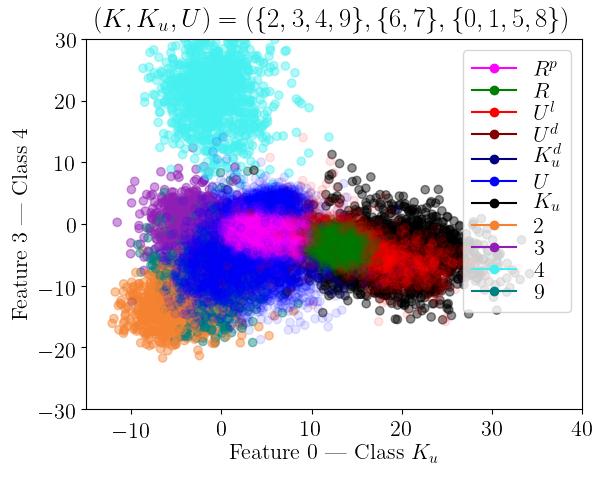 (K, K_u, U) = ({2, 3, 4, 9}, {6, 7}, {0, 1, 5, 8})
30
20
10
0
−10
−20
−30
Feature 3 — Class 4
−10
0
10
20
30
40
Feature 0 — Class K_u
R^p
R
U^l
U^d
K_u^d
U
K_u
2
3
4
9